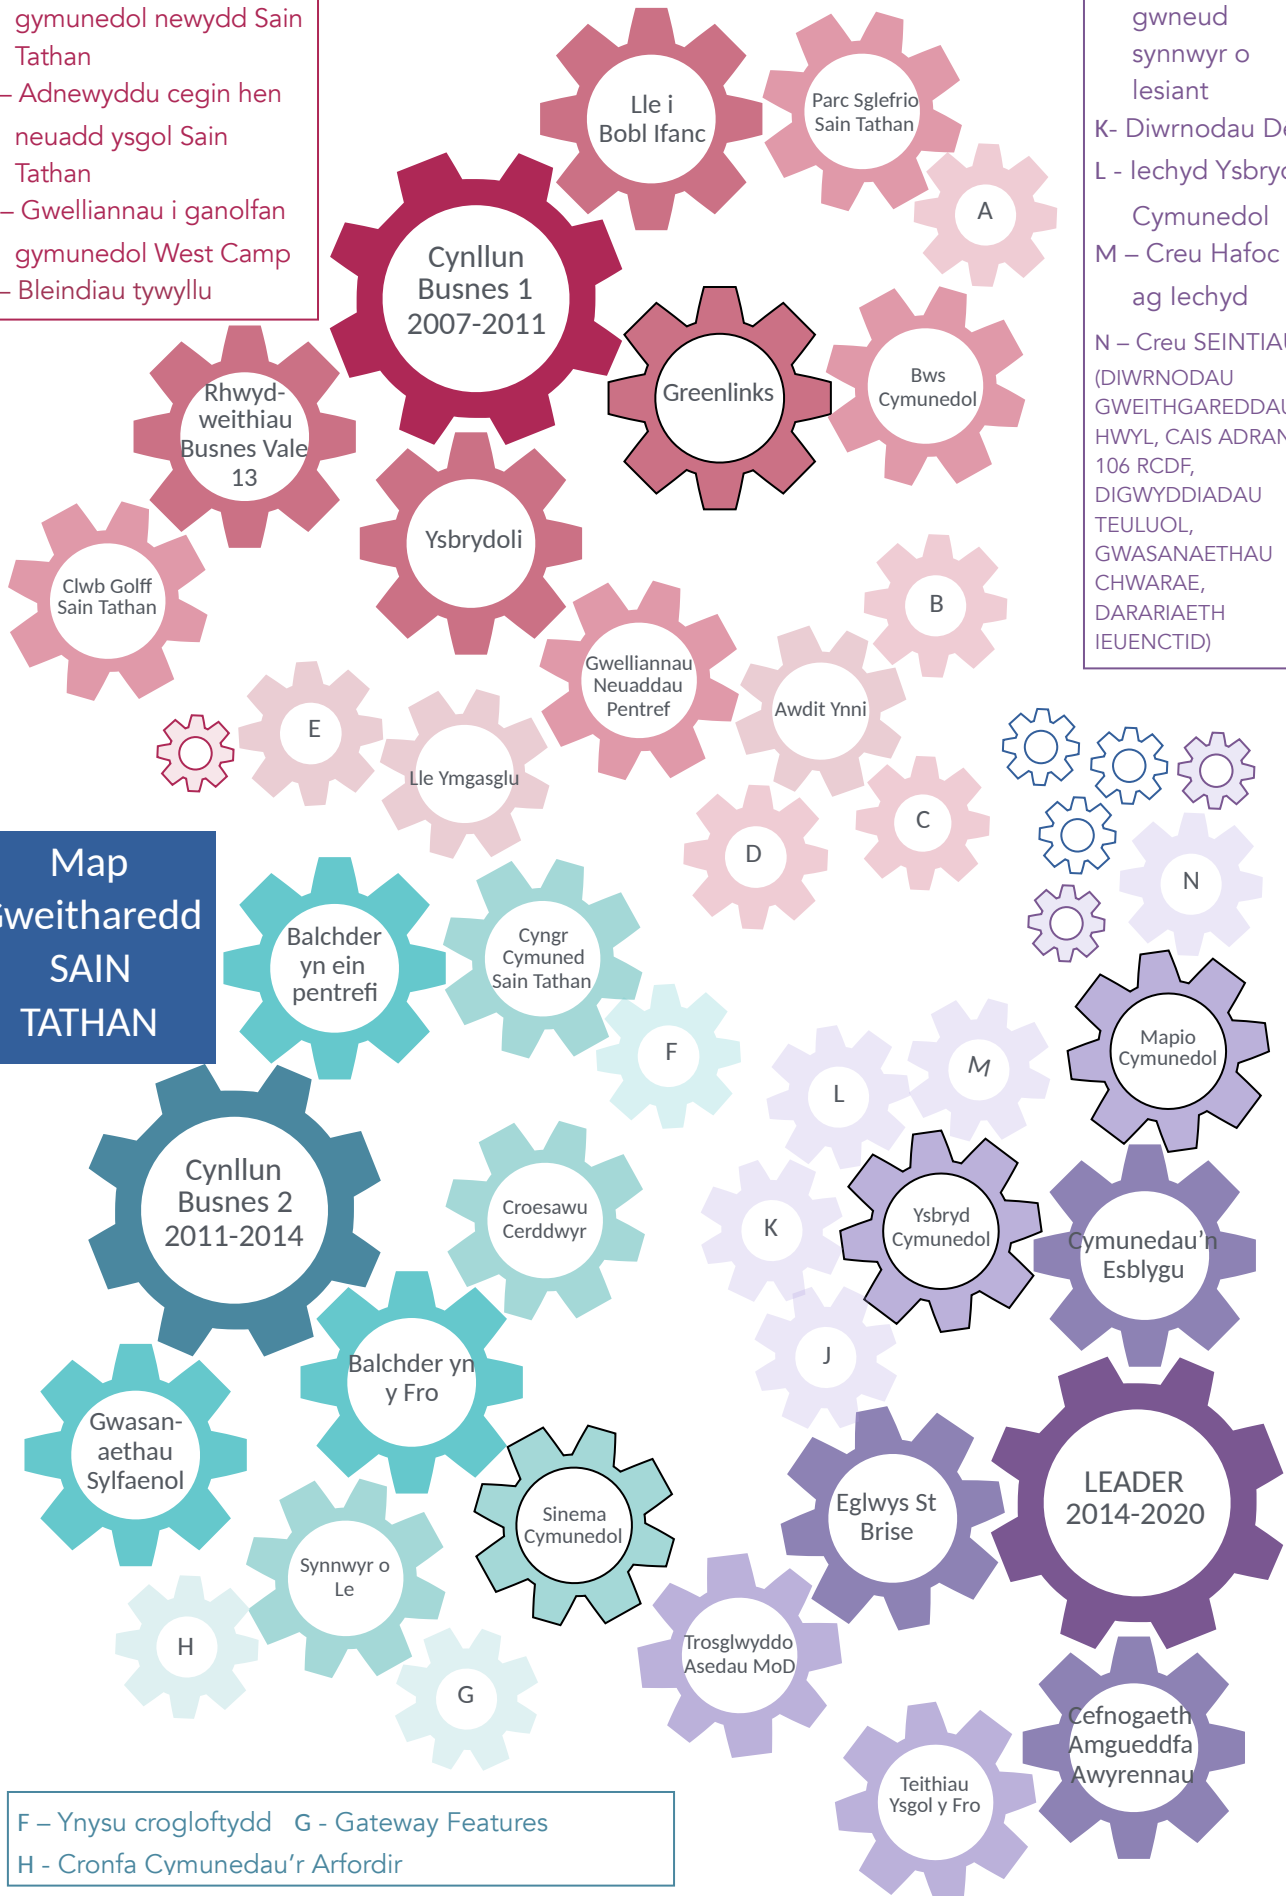 gymunedol newydd Sain
Tathan
– Adnewyddu cegin hen
neuadd ysgol Sain
Tathan
– Gwelliannau i ganolfan
gymunedol West Camp
– Bleindiau tywyllu
Lle i
Bobl Ifanc
Parc Sglefrio
Sain Tathan
A
gwneud
synnwyr o
lesiant
K- Diwrnodau
L - Iechyd
Cymunedol
M – Creu Hafoc
ag Iechyd
N – Creu
(DIWRNODAU
HWYL, CAIS
106 RCDF,
DIGWYDDIADAU
TEULUOL,
GWASANAETHAU
CHWARAE,
DARARIAETH
IEUENCTID)
Cynllun
Busnes 1
2007-2011
Greenlinks
Bws
Cymunedol
Rhwyd-
weithiau
Busnes Vale
13
Ysbrydoli
Clwb Golff
Sain Tathan
B
Gwelliannau
Neuaddau
Pentref
Awdit Ynni
E
Lle Ymgasglu
C
D
Map
SAIN
TATHAN
Balchder
yn ein
pentrefi
Cyngr
Cymuned
Sain Tathan
F
N
Mapio
Cymunedol
L
M
Cynllun
Busnes 2
2011-2014
Croesawu
Cerddwyr
K
Ysbryd
Cymunedol
Cymunedau'n
Esblygu
J
Balchder yn
y Fro
Gwasan-
aethau
Sylfaenol
Sinema
Cymunedol
Eglwys St
Brise
LEADER
2014-2020
Synnwyr o
Le
H
G
Trosglwyddo
Asedau MoD
Cefnogaeth
Amgueddfa
Awyrennau
Teithiau
Ysgol y Fro
F – Ynysu crogloftydd G - Gateway Features
H - Cronfa Cymunedau'r Arfordir